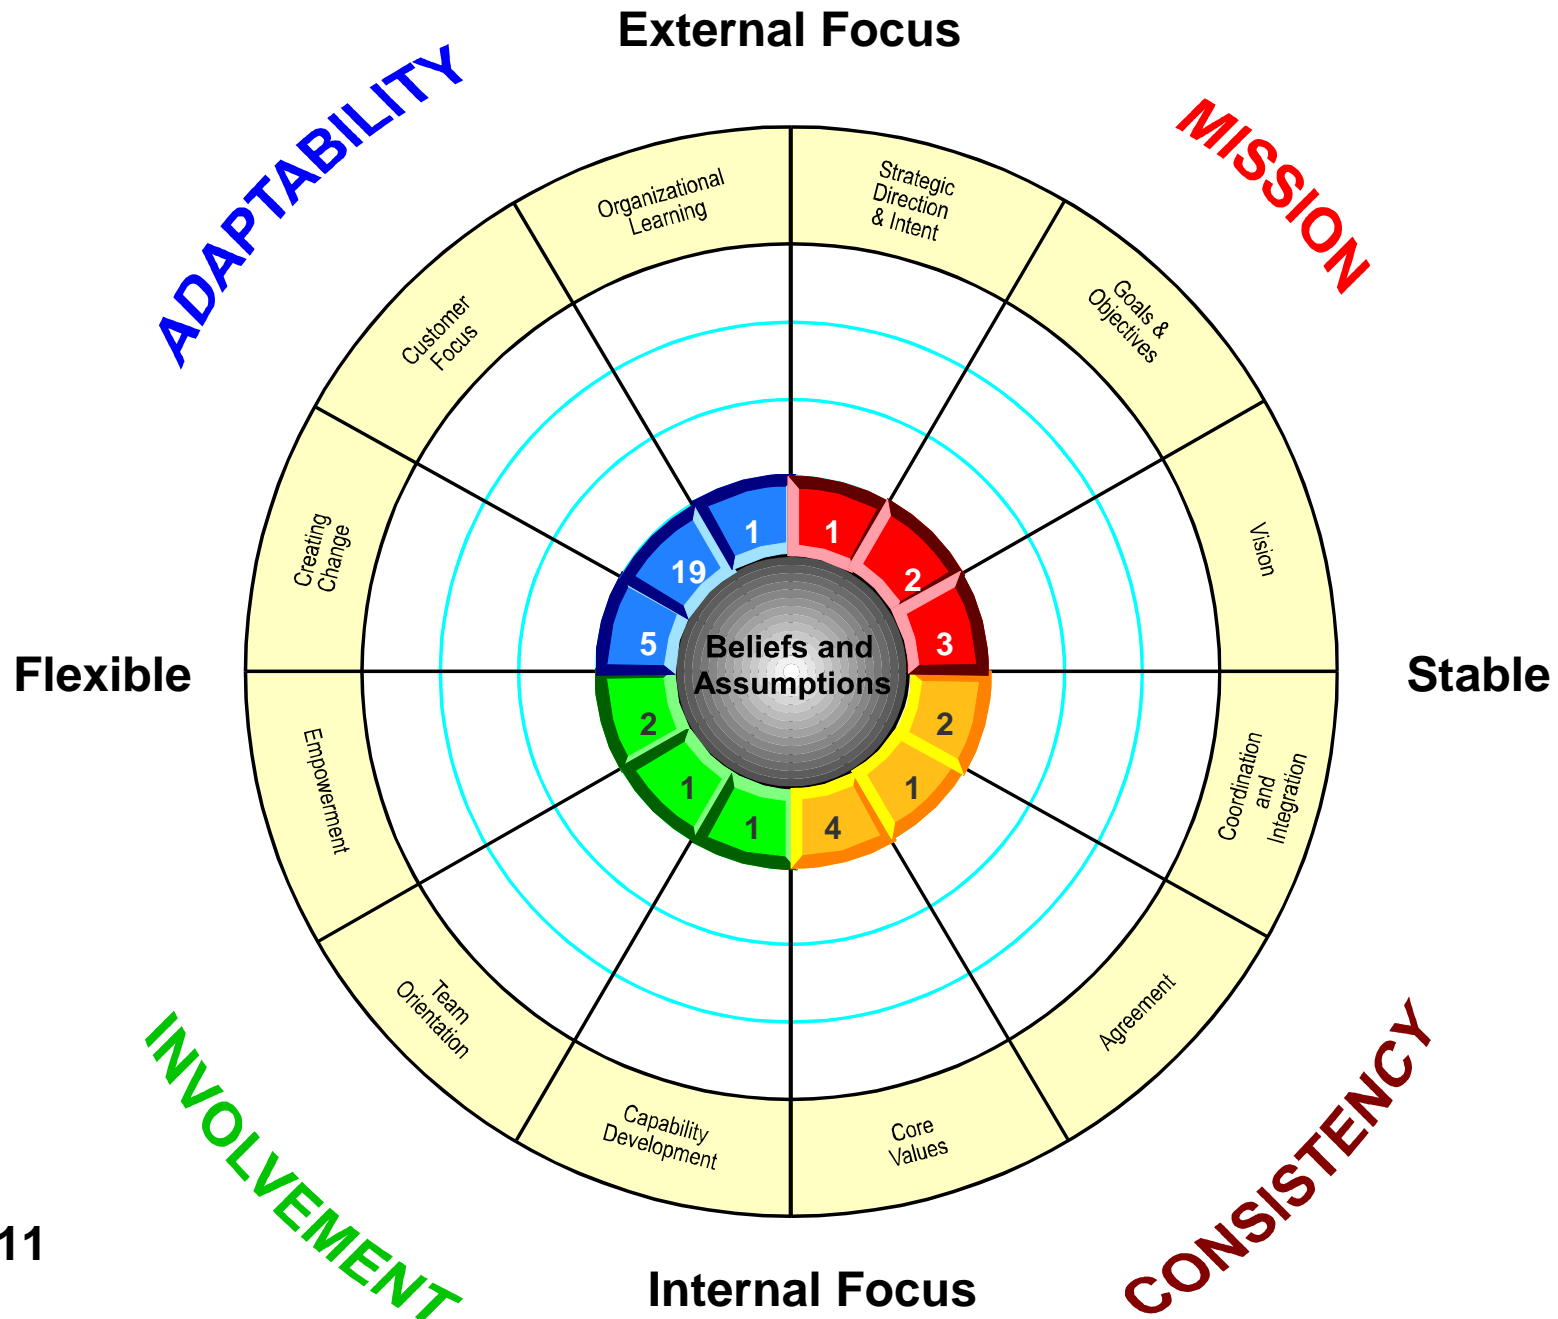 External Focus
ADAPTABILITY
MISSION
Organizational
Learning
Strategic
Direction
& Intent
Customer
Focus
Goals &
Objectives
Creating
Change
Vision
1
1
19
2
5
3
Beliefs and
Assumptions
Flexible
Stable
2
2
1
1
1
4
Empowerment
Coordination
and
Integration
Team
Orientation
Agreement
Capability
Development
Core
Values
INVOLVEMENT
CONSISTENCY
11
Internal Focus